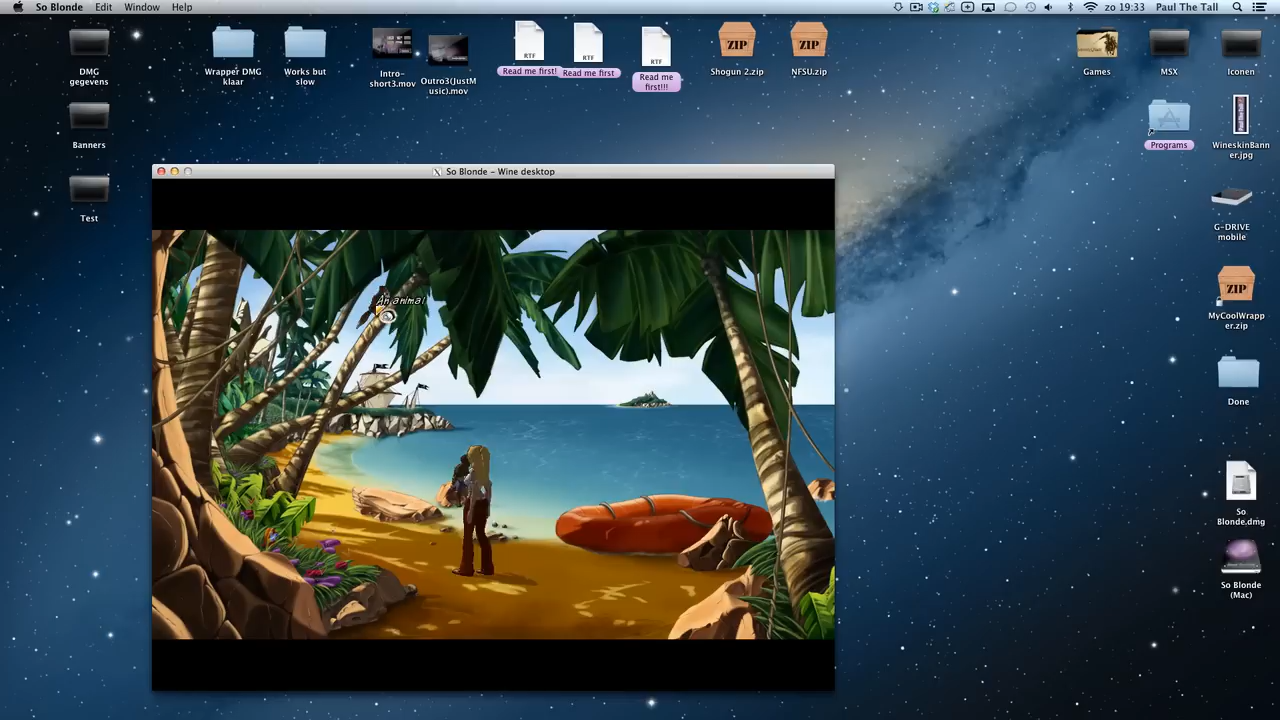 So Blonde Edit Window Help
zo 19:33 Paul The Tall
DMG
gegevens
Wrapper DMG
klaar
Works but
slow
Intro-
short3.mov
Outro3(JustM
usic).mov
RTF
Read me first!
RTF
Read me first
RTF
Read me
first!!!
ZIP
Shogun 2.zip
ZIP
NFSU.zip
Games
MSX
Iconen
Banners
Programs
WineskinBann
er.jpg
Test
G-DRIVE
mobile
So Blonde - Wine desktop
An animal
ZIP
MyCoolWrapp
er.zip
Done
So
Blonde.dmg
So Blonde
(Mac)